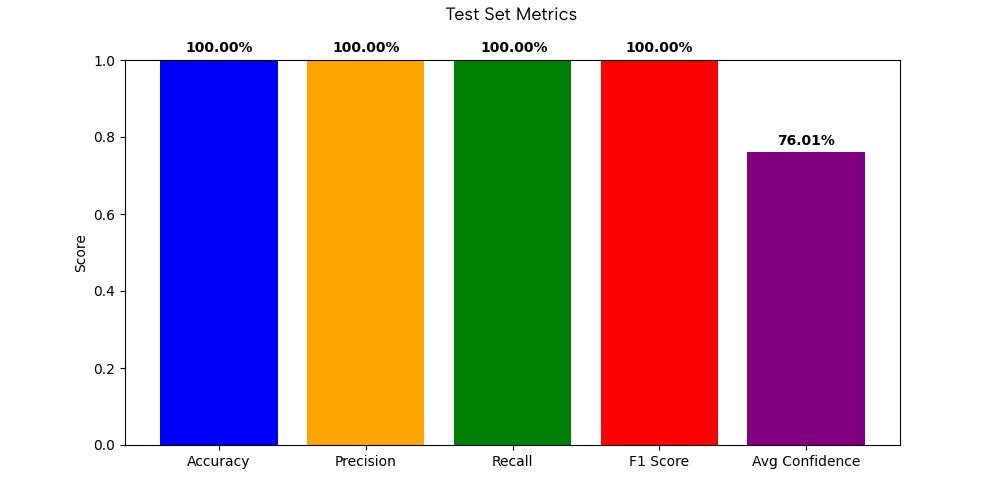 Test Set Metrics
100.00% 100.00% 100.00% 100.00%
76.01%
Score
1.0
0.8
0.6
0.4
0.2
0.0
Accuracy Precision Recall F1 Score Avg Confidence